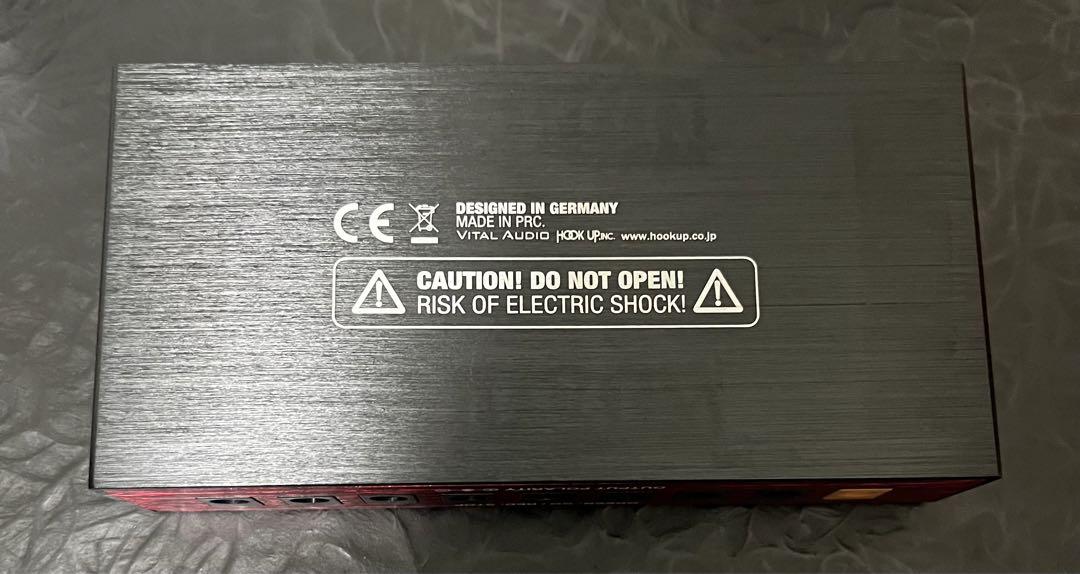 CE DESIGNED IN GERMANY
MADE IN PRC.
VITAL AUDIO HOOK UP,INC. www.hookup.co.jp
CAUTION! DO NOT OPEN!
RISK OF ELECTRIC SHOCK!
OUTPUT POLARITY